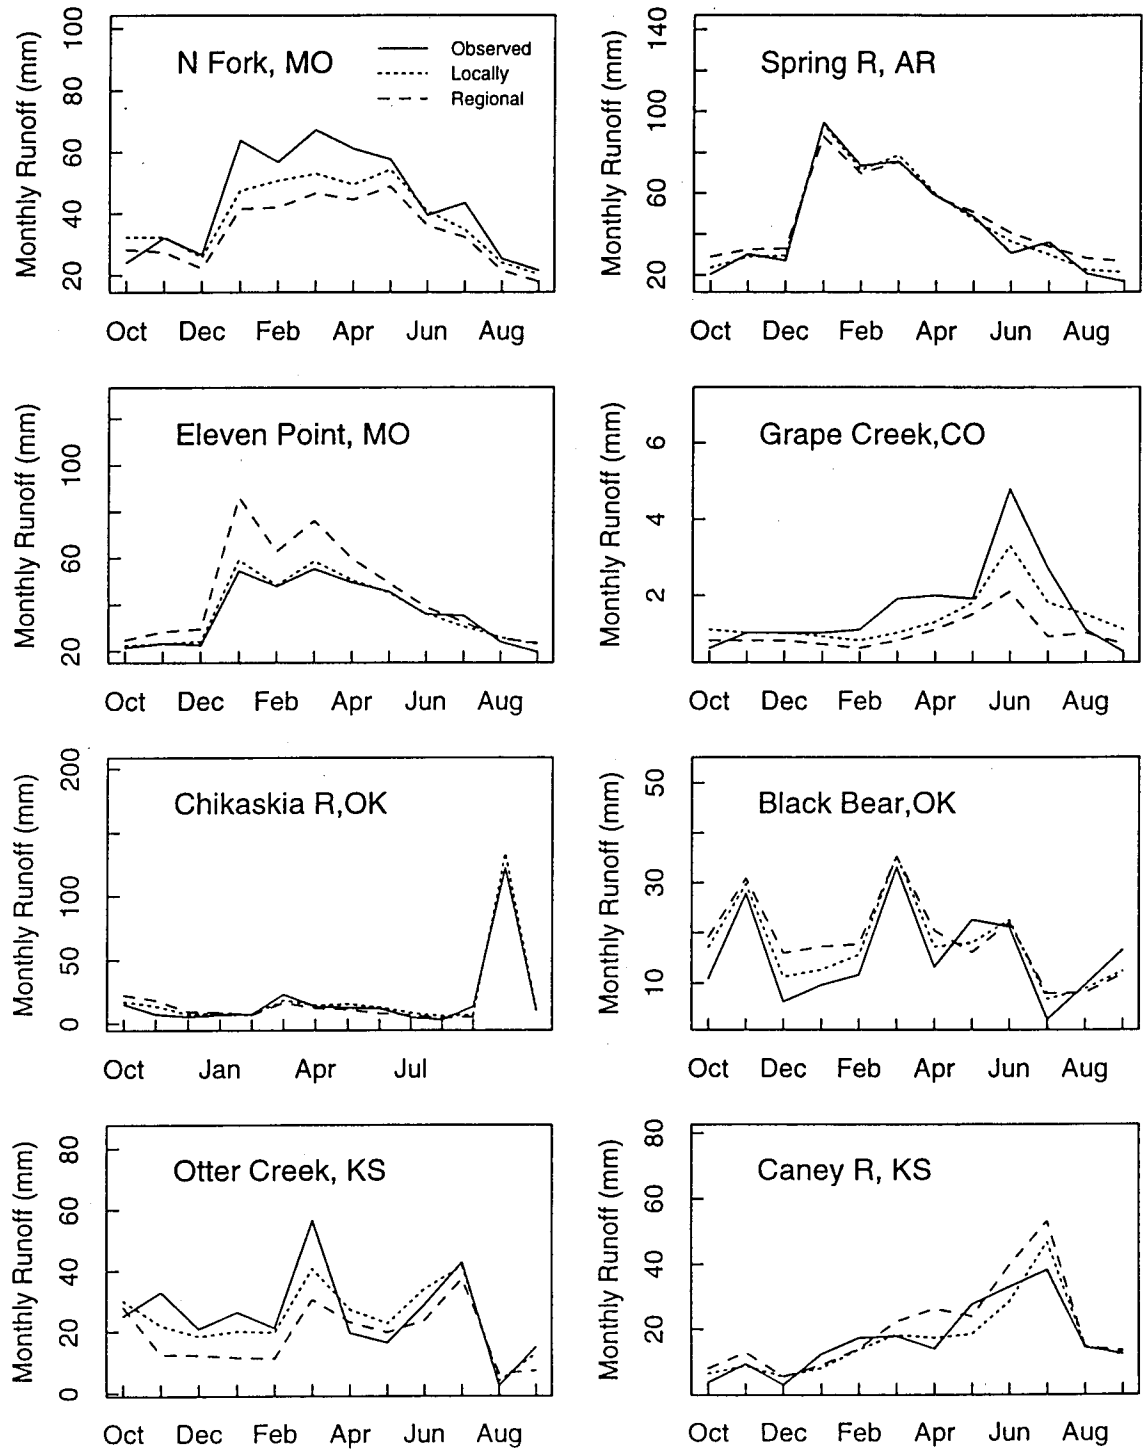 N Fork, MO
Observed
Locally
Regional
Monthly Runoff (mm)
100
80
60
40
20
Oct Dec Feb Apr Jun Aug
Spring R, AR
Monthly Runoff (mm)
140
100
60
20
Oct Dec Feb Apr Jun Aug
Eleven Point, MO
Monthly Runoff (mm)
100
60
20
Oct Dec Feb Apr Jun Aug
Grape Creek,CO
Monthly Runoff (mm)
6
4
2
Oct Dec Feb Apr Jun Aug
Chikaskia R,OK
Monthly Runoff (mm)
200
100
50
0
Oct Jan Apr Jul
Black Bear,OK
Monthly Runoff (mm)
50
30
10
Oct Dec Feb Apr Jun Aug
Otter Creek, KS
Monthly Runoff (mm)
80
60
40
20
0
Oct Dec Feb Apr Jun Aug
Caney R, KS
Monthly Runoff (mm)
80
60
40
20
Oct Dec Feb Apr Jun Aug